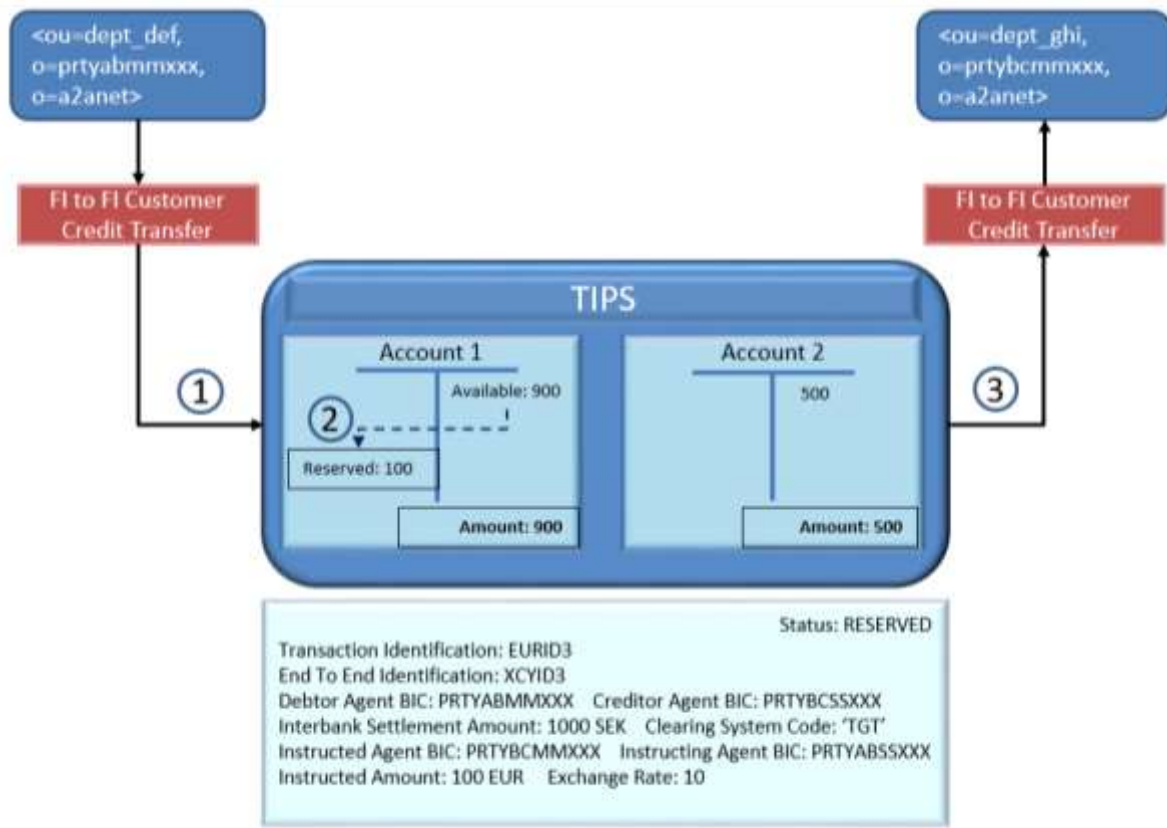 <ou=dept_def,
o=prtyabmmxxx,
o=a2anet>
<ou=dept_ghi,
o=prtybcmmxxx,
o=a2anet>
FI to FI Customer
Credit Transfer
FI to FI Customer
Credit Transfer
TIPS
1
Account 1
Available: 900
2
Reserved: 100
Amount: 900
Account 2
500
Amount: 500
3
Status: RESERVED
Transaction Identification: EURID3
End To End Identification: XCYID3
Debtor Agent BIC: PRTYABMMXXX Creditor Agent BIC: PRTYBCSSXXX
Interbank Settlement Amount: 1000 SEK Clearing System Code: 'TGT'
Instructed Agent BIC: PRTYBCMMXXX Instructing Agent BIC: PRTYABSSXXX
Instructed Amount: 100 EUR Exchange Rate: 10